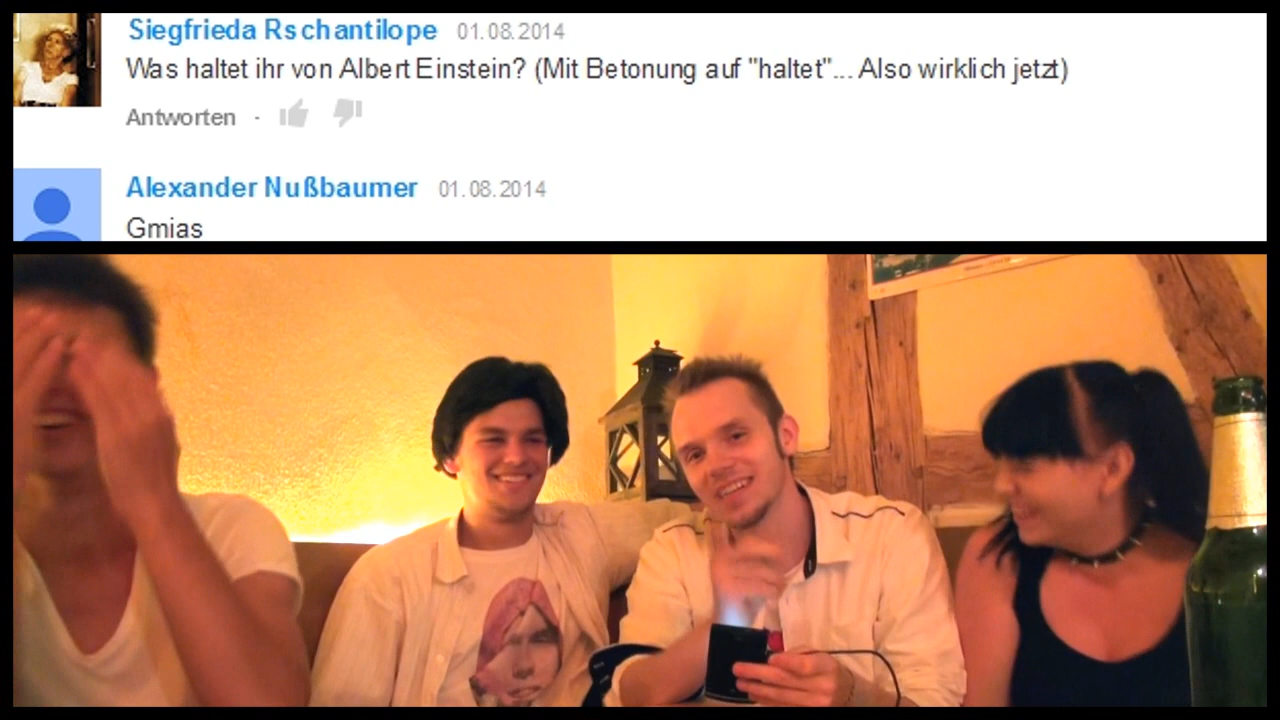 Siegfrieda Rschantilope 01.08.2014
Was haltet ihr von Albert Einstein? (Mit Betonung auf "haltet"... Also wirklich jetzt)
Antworten ·
Alexander Nußbaumer 01.08.2014
Gmias